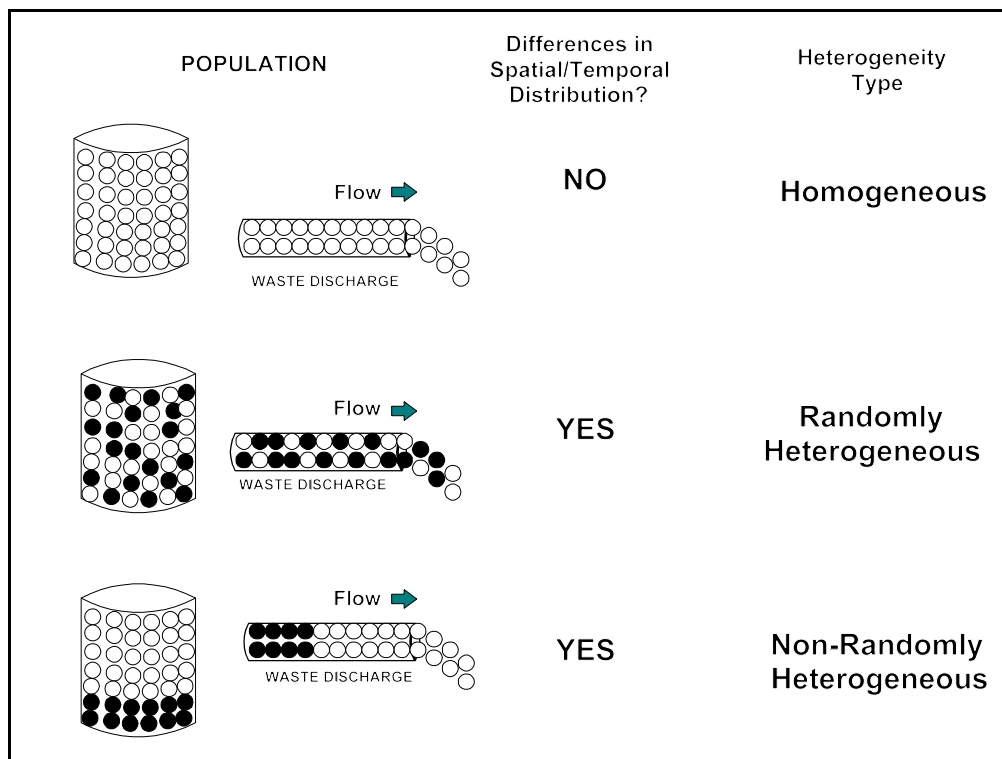 POPULATION
Differences in
Spatial/Temporal
Distribution?
Heterogeneity
Type
Flow
WASTE DISCHARGE
NO
Homogeneous
Flow
WASTE DISCHARGE
YES
Randomly
Heterogeneous
Flow
WASTE DISCHARGE
YES
Non-Randomly
Heterogeneous